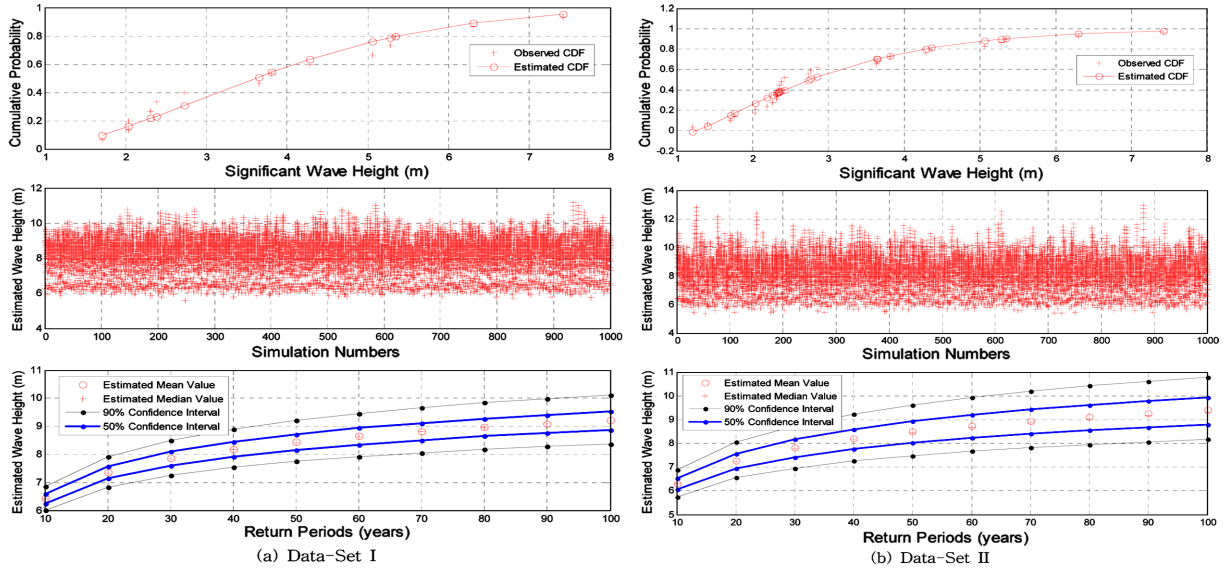 Cumulative Probability
1
0.8
0.6
0.4
0.2
0
1 2 3 4 5 6 7 8
Observed CDF
Estimated CDF
Significant Wave Height (m)
Estimated Wave Height (m)
12
10
8
6
4
0 100 200 300 400 500 600 700 800 900 1000
Simulation Numbers
Estimated Wave Height (m)
11
10
9
8
7
6
10 20 30 40 50 60 70 80 90 100
Estimated Mean Value
Estimated Median Value
90% Confidence Interval
50% Confidence Interval
Return Periods (years)
(a) Data-Set I
Cumulative Probability
1.2
1
0.8
0.6
0.4
0.2
0
-0.2
1 2 3 4 5 6 7 8
Observed CDF
Estimated CDF
Significant Wave Height (m)
Estimated Wave Height (m)
14
12
10
8
6
4
0 100 200 300 400 500 600 700 800 900 1000
Simulation Numbers
Estimated Wave Height (m)
11
10
9
8
7
6
5
10 20 30 40 50 60 70 80 90 100
Estimated Mean Value
Estimated Median Value
90% Confidence Interval
50% Confidence Interval
Return Periods (years)
(b) Data-Set II